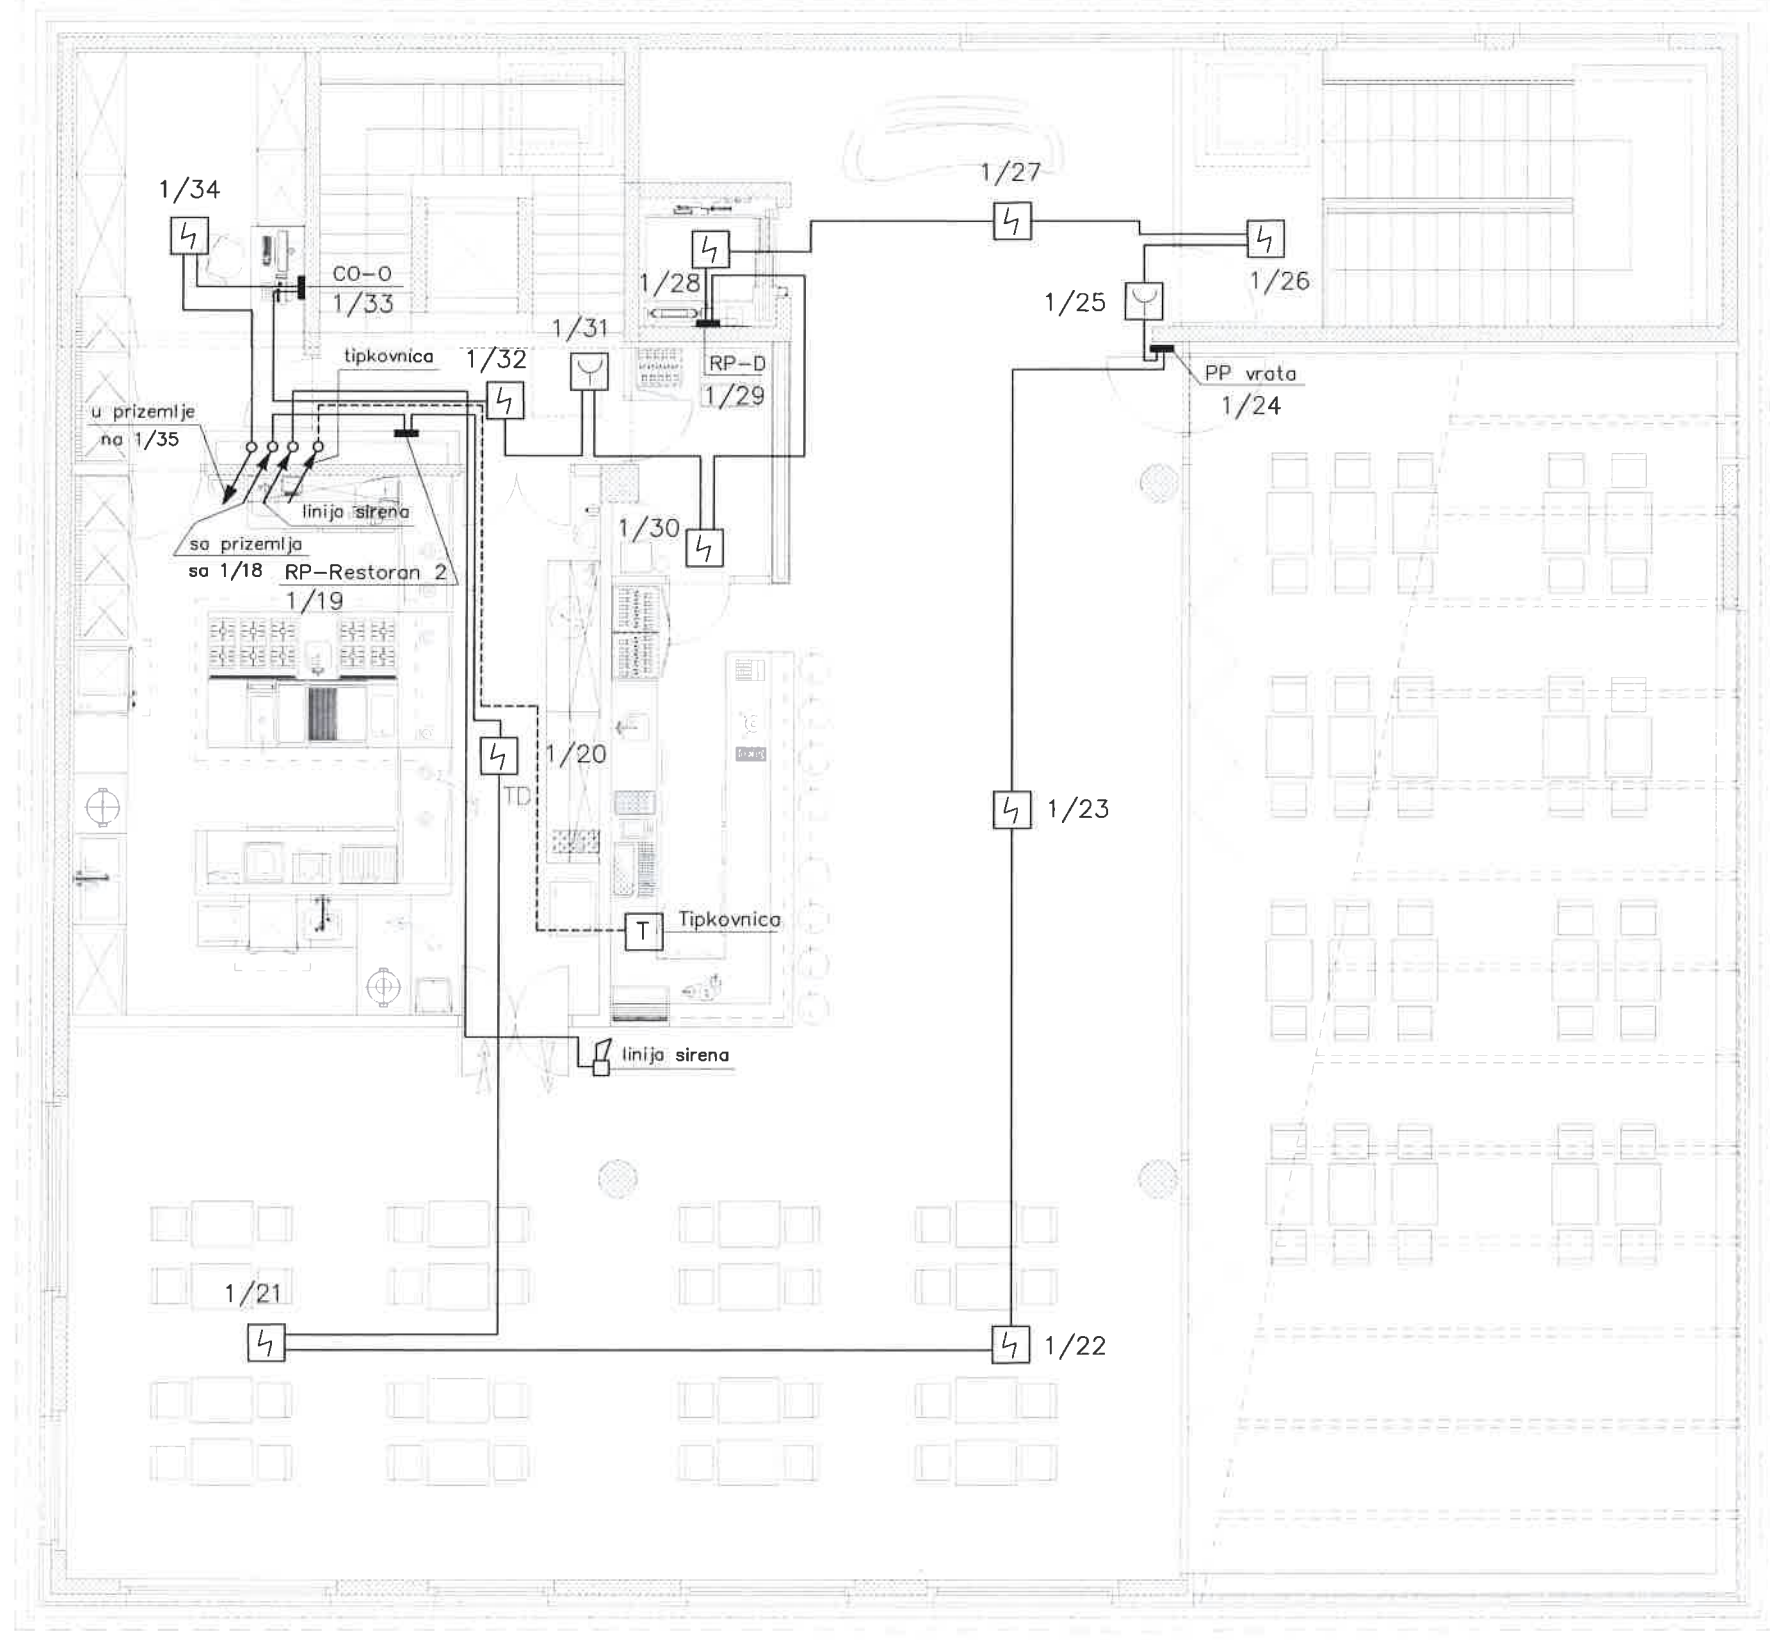 1/27
1/34
1/28
1/26
CO-O
1/33
1/25
1/31
1/32
tipkovnica
RP-D
1/29
PP vrata
1/24
u prizemlje
na 1/35
linija sirena
1/30
sa prizemlja
sa 1/18
RP-Restoran 2
1/19
1/20
TD
1/23
T
Tipkovnica
linija sirena
1/21
1/22